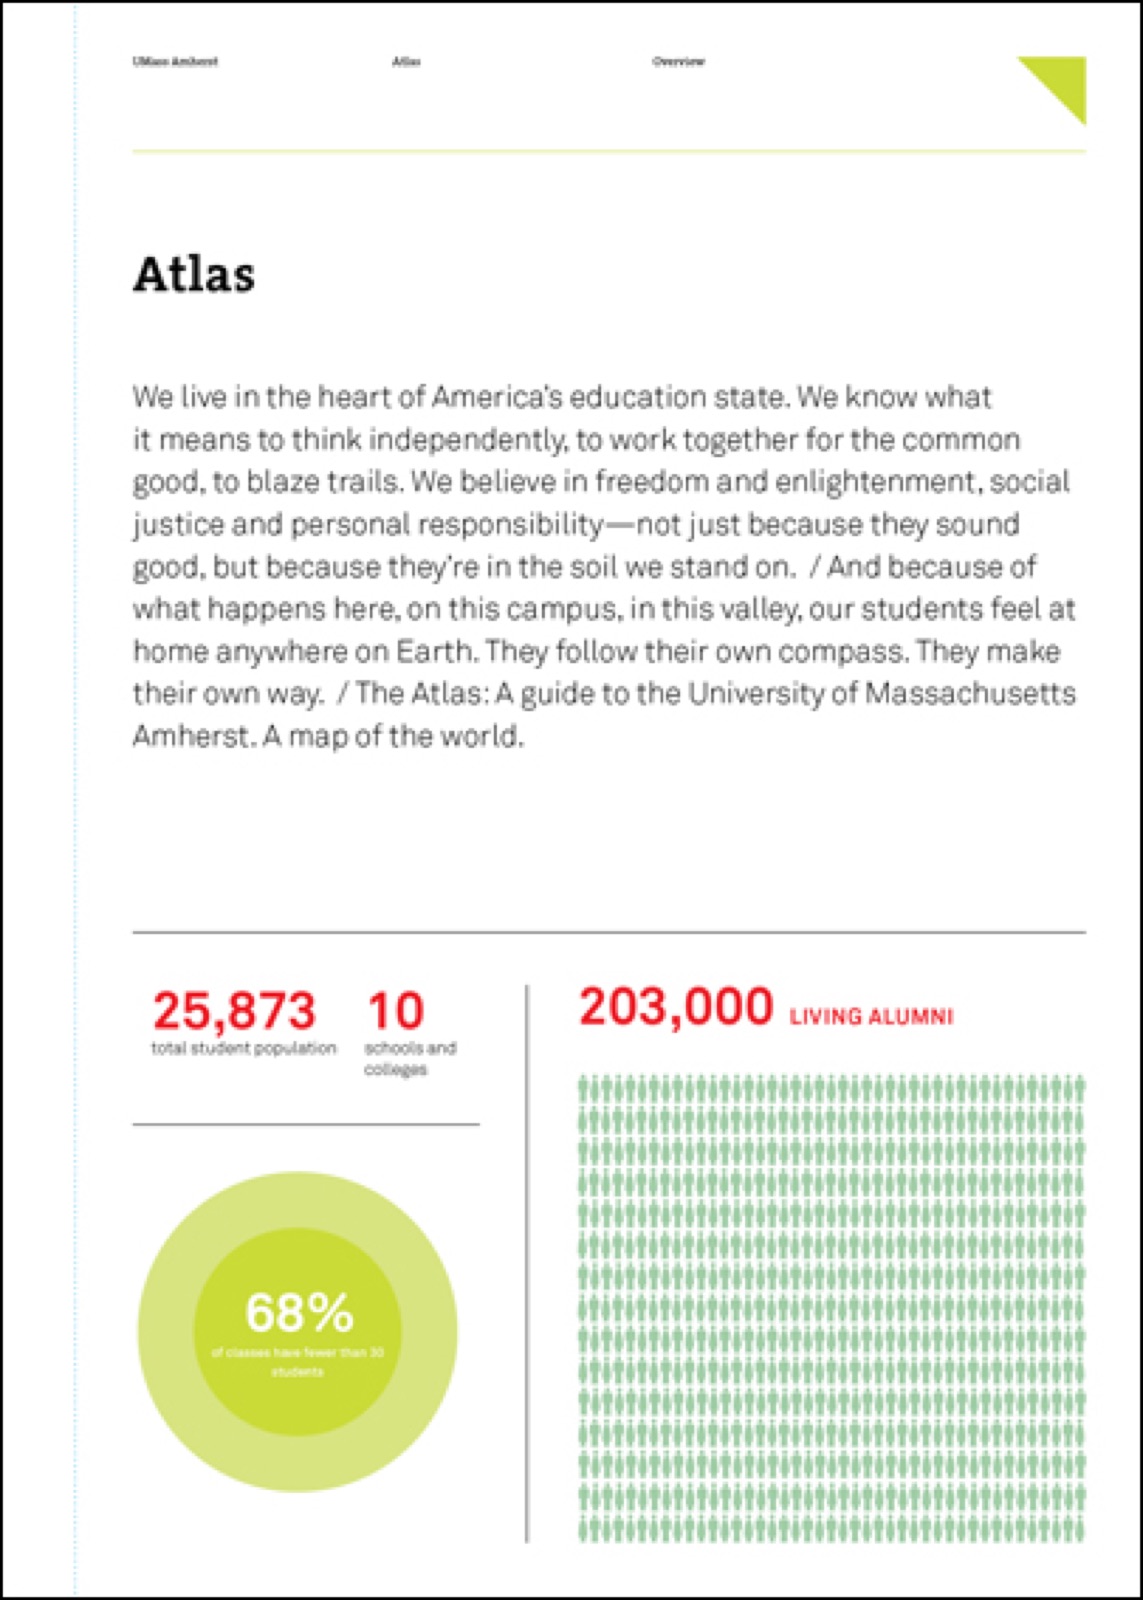 UMass Amherst
Atlas
Overview
Atlas
We live in the heart of America's education state. We know what
it means to think independently, to work together for the common
good, to blaze trails. We believe in freedom and enlightenment, social
justice and personal responsibility—not just because they sound
good, but because they're in the soil we stand on. / And because of
what happens here, on this campus, in this valley, our students feel at
home anywhere on Earth. They follow their own compass. They make
their own way. / The Atlas: A guide to the University of Massachusetts
Amherst. A map of the world.
25,873
total student population
10
schools and
colleges
68%
of classes have fewer than 30
students
203,000 LIVING ALUMNI